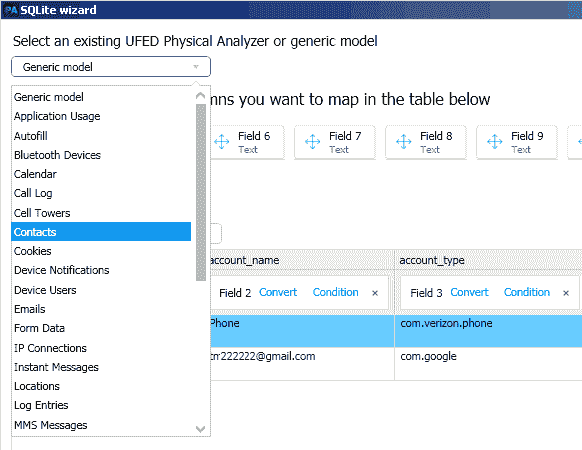 PA SQLite wizard
Select an existing UFED Physical Analyzer or generic model
Generic model
mns you want to map in the table below
Generic model
Application Usage
Autofill
Bluetooth Devices
Calendar
Call Log
Cell Towers
Contacts
Cookies
Device Notifications
Device Users
Emails
Form Data
IP Connections
Instant Messages
Locations
Log Entries
MMS Messages
Field 6 Field 7 Field 8 Field 9
Text Text Text Text
account_name account_type
Field 2 Convert Condition × Field 3 Convert Condition ×
Phone com.verizon.phone
222222@gmail.com com.google